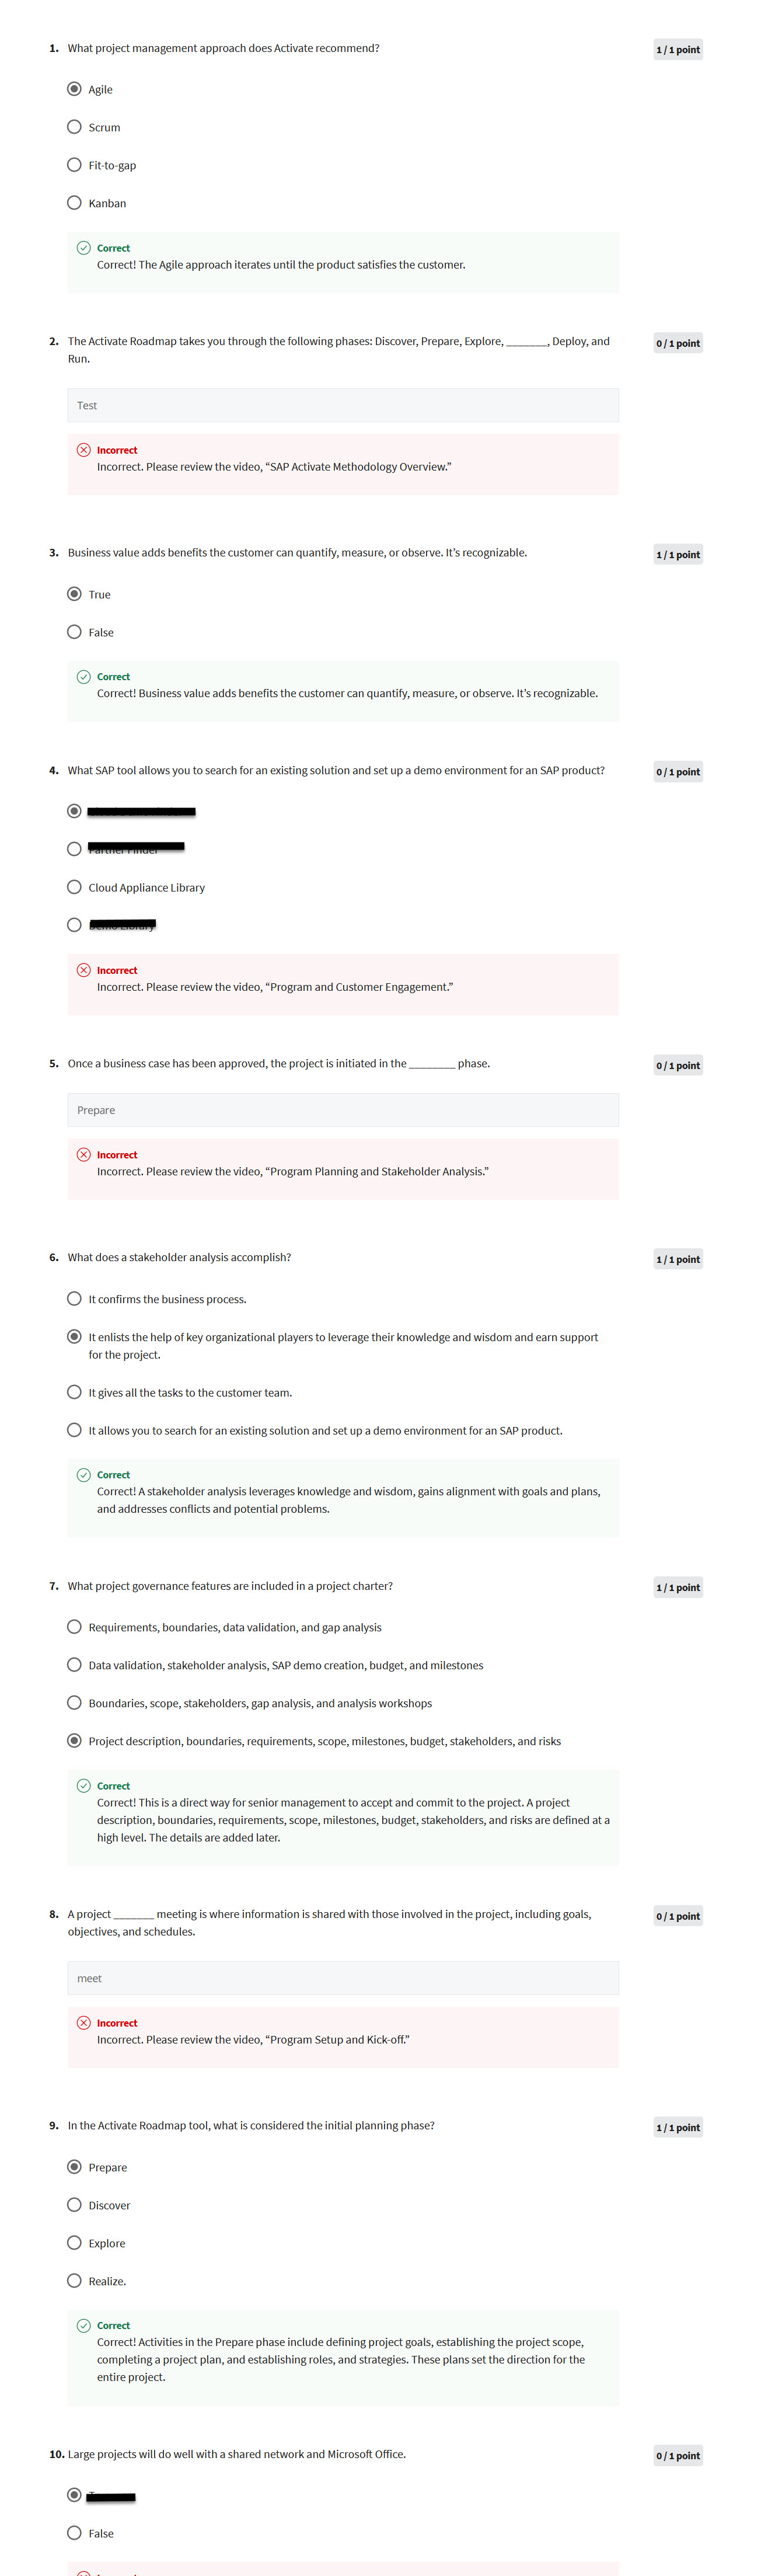 1. What project management approach does Activate recommend?
1 / 1 point
Agile
Scrum
Fit-to-gap
Kanban
Correct
Correct! The Agile approach iterates until the product satisfies the customer.
2. The Activate Roadmap takes you through the following phases: Discover, Prepare, Explore, _______, Deploy, and
Run.
0 / 1 point
Test
Incorrect
Incorrect. Please review the video, “SAP Activate Methodology Overview.”
3. Business value adds benefits the customer can quantify, measure, or observe. It’s recognizable.
1 / 1 point
True
False
Correct
Correct! Business value adds benefits the customer can quantify, measure, or observe. It’s recognizable.
4. What SAP tool allows you to search for an existing solution and set up a demo environment for an SAP product?
0 / 1 point
Cloud Appliance Library
Incorrect
Incorrect. Please review the video, “Program and Customer Engagement.”
5. Once a business case has been approved, the project is initiated in the ________ phase.
0 / 1 point
Prepare
Incorrect
Incorrect. Please review the video, “Program Planning and Stakeholder Analysis.”
6. What does a stakeholder analysis accomplish?
1 / 1 point
It confirms the business process.
It enlists the help of key organizational players to leverage their knowledge and wisdom and earn support
for the project.
It gives all the tasks to the customer team.
It allows you to search for an existing solution and set up a demo environment for an SAP product.
Correct
Correct! A stakeholder analysis leverages knowledge and wisdom, gains alignment with goals and plans,
and addresses conflicts and potential problems.
7. What project governance features are included in a project charter?
1 / 1 point
Requirements, boundaries, data validation, and gap analysis
Data validation, stakeholder analysis, SAP demo creation, budget, and milestones
Boundaries, scope, stakeholders, gap analysis, and analysis workshops
Project description, boundaries, requirements, scope, milestones, budget, stakeholders, and risks
Correct
Correct! This is a direct way for senior management to accept and commit to the project. A project
description, boundaries, requirements, scope, milestones, budget, stakeholders, and risks are defined at a
high level. The details are added later.
8. A project _______ meeting is where information is shared with those involved in the project, including goals,
objectives, and schedules.
0 / 1 point
meet
Incorrect
Incorrect. Please review the video, “Program Setup and Kick-off.”
9. In the Activate Roadmap tool, what is considered the initial planning phase?
1 / 1 point
Prepare
Discover
Explore
Realize.
Correct
Correct! Activities in the Prepare phase include defining project goals, establishing the project scope,
completing a project plan, and establishing roles, and strategies. These plans set the direction for the
entire project.
10. Large projects will do well with a shared network and Microsoft Office.
0 / 1 point
False